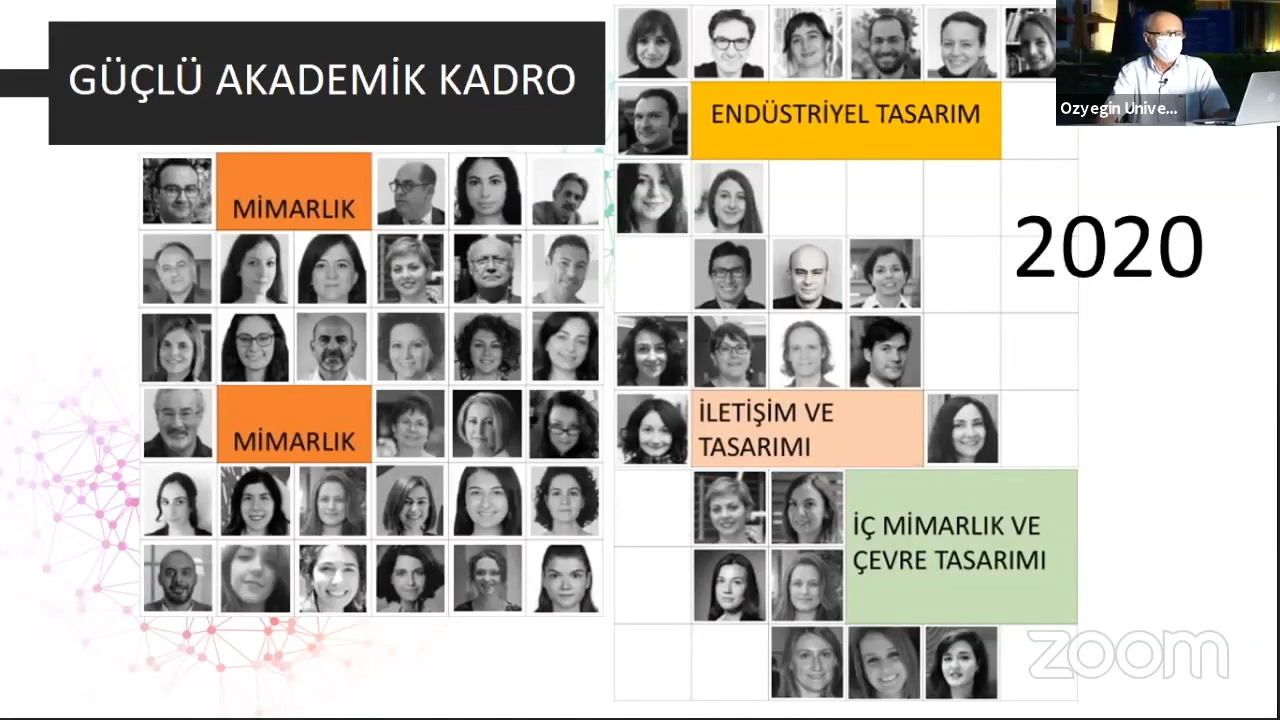 GÜÇLÜ AKADEMİK KADRO
MİMARLIK
MİMARLIK
ENDÜSTRİYEL TASARIM
2020
İLETİŞİM VE
TASARIMI
İÇ MİMARLIK VE
ÇEVRE TASARIMI
Ozyegin Unive...
zoom